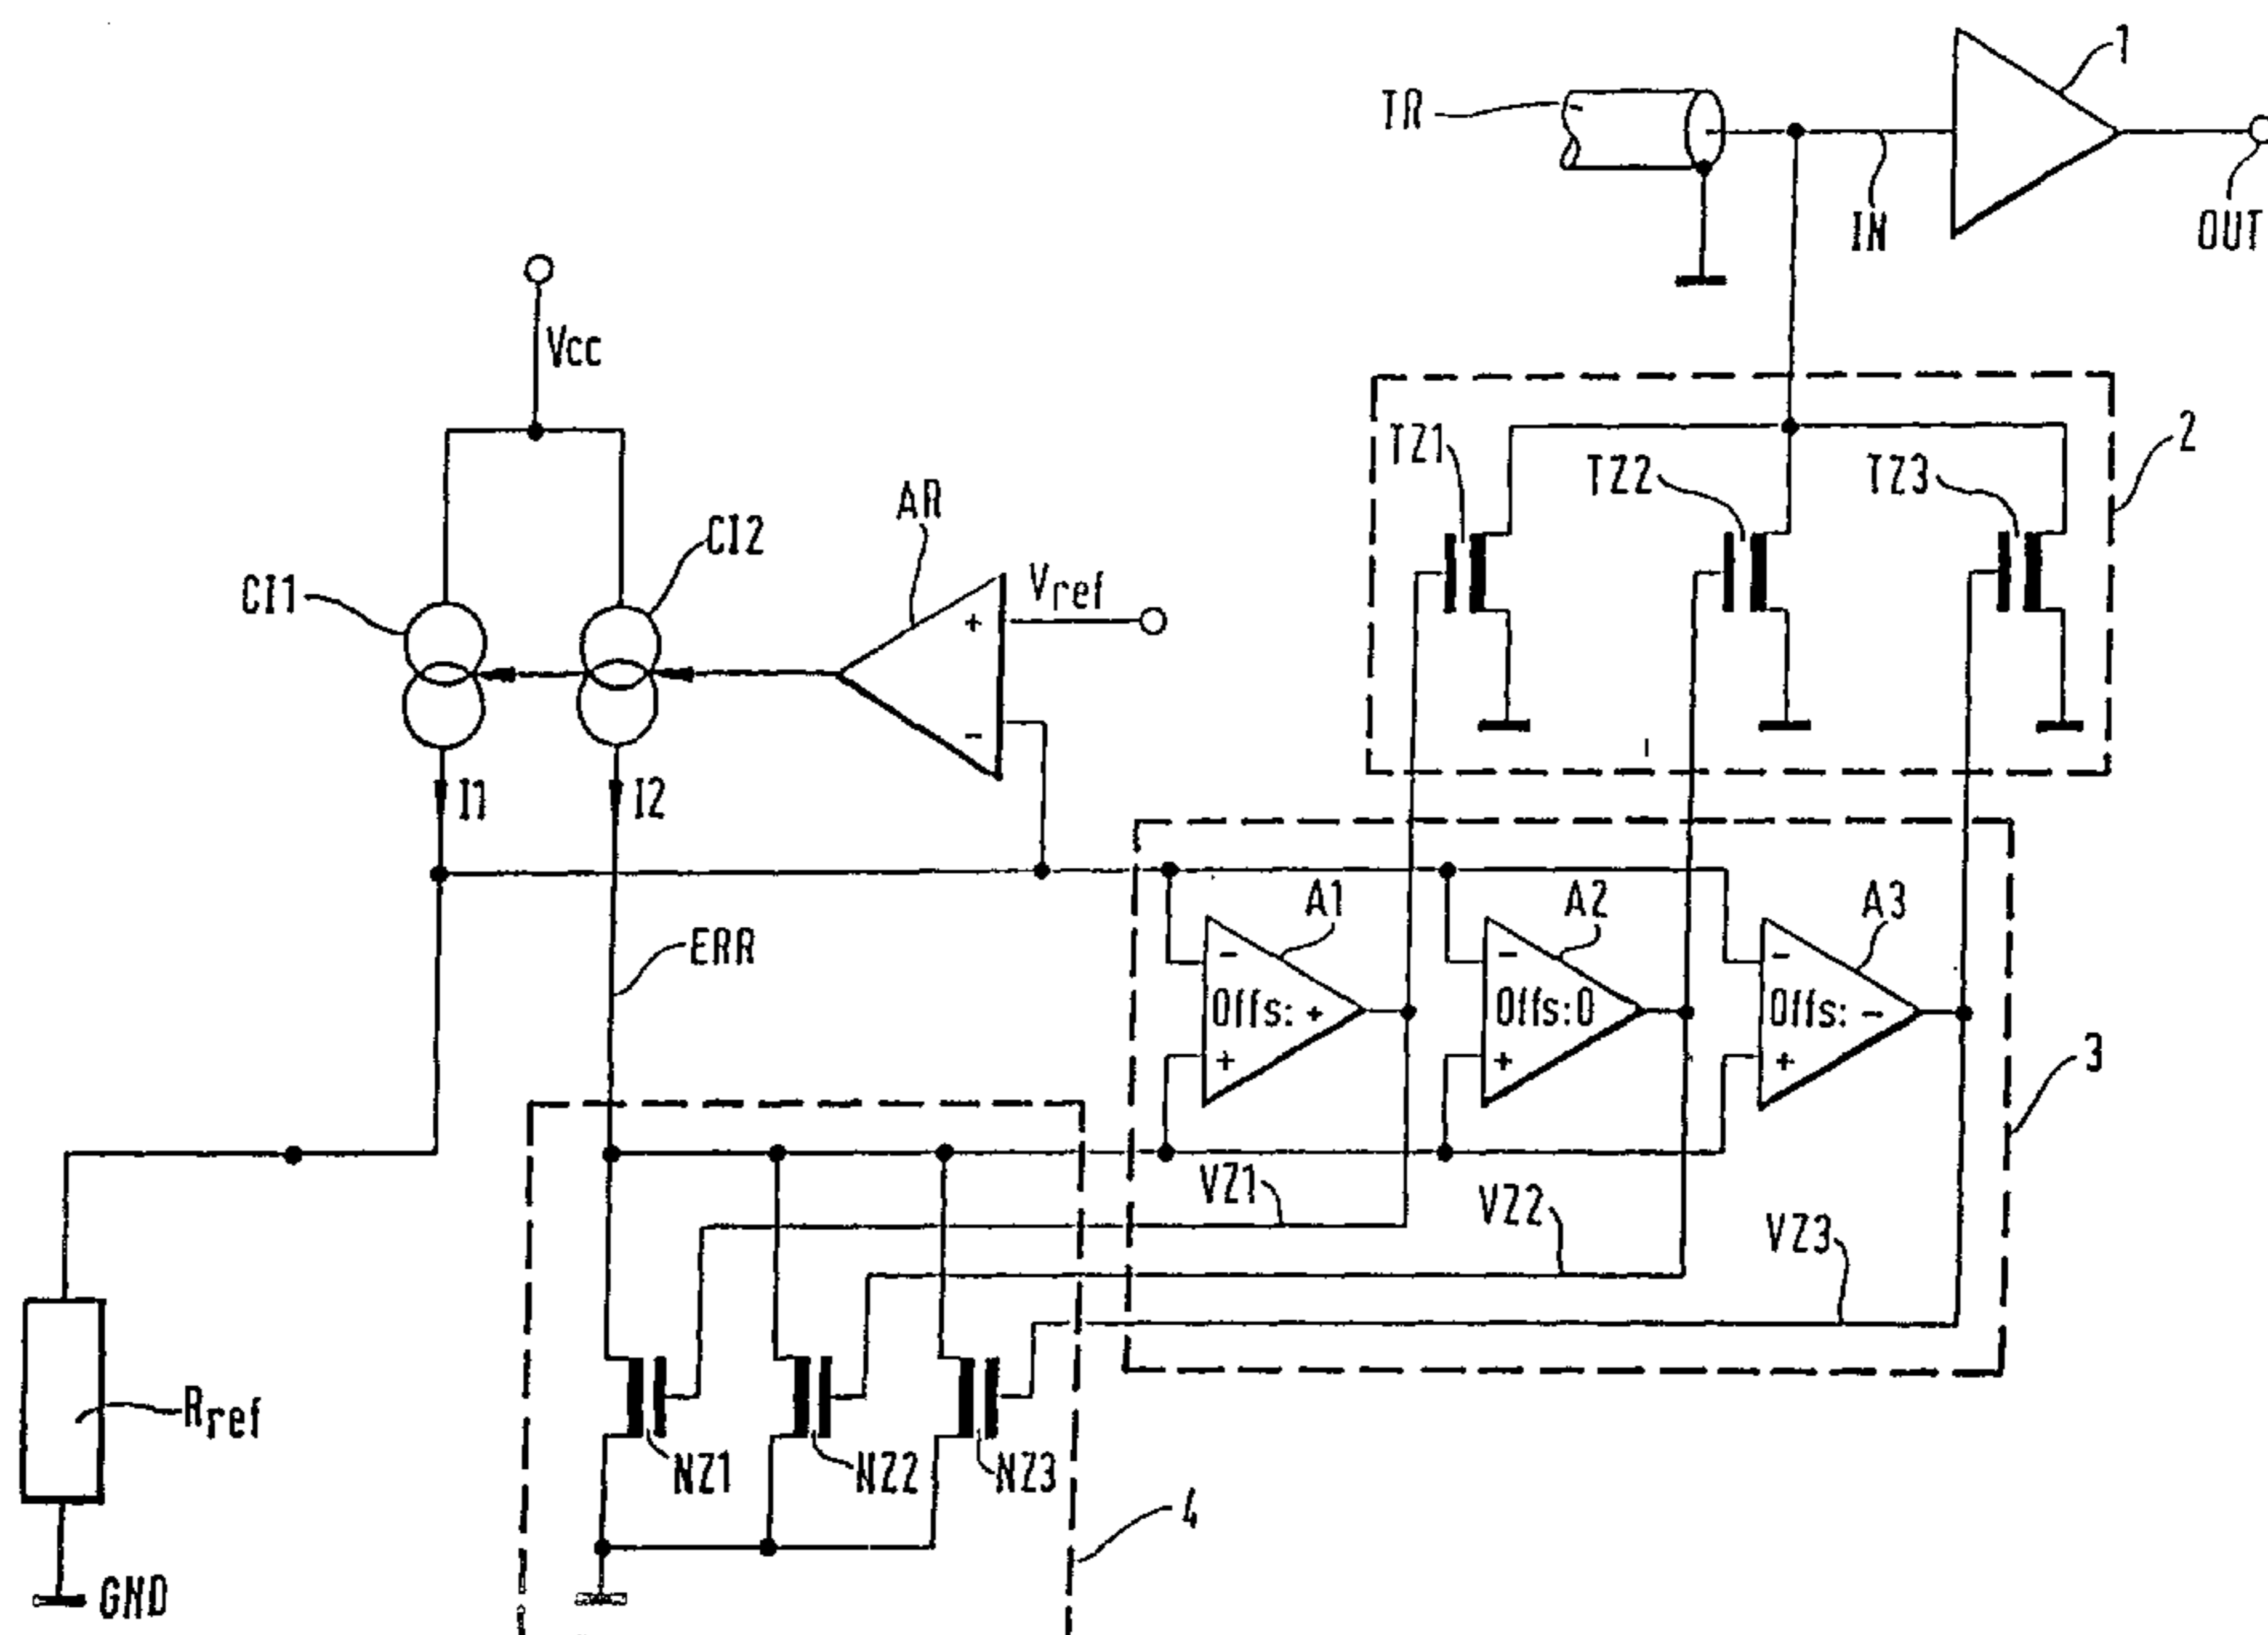 1
TR
IN
OUT
Vcc
TZ1
TZ2
TZ3
2
AR
CI2
CI1
Vref
+
-
I1
I2
A1
A2
A3
ERR
-
-
-
Offs: +
Offs: 0
Offs: -
+
+
+
3
VZ1
VZ2
VZ3
Rref
NZ1
NZ2
NZ3
4
GND